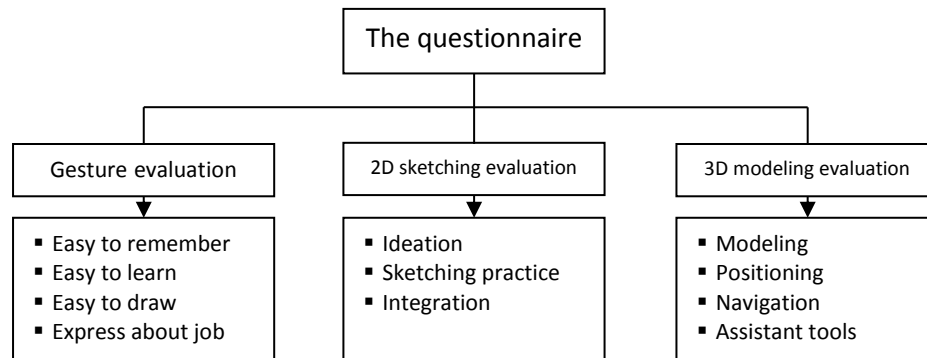 The questionnaire
Gesture evaluation
2D sketching evaluation
3D modeling evaluation
▪ Easy to remember
▪ Easy to learn
▪ Easy to draw
▪ Express about job
▪ Ideation
▪ Sketching practice
▪ Integration
▪ Modeling
▪ Positioning
▪ Navigation
▪ Assistant tools